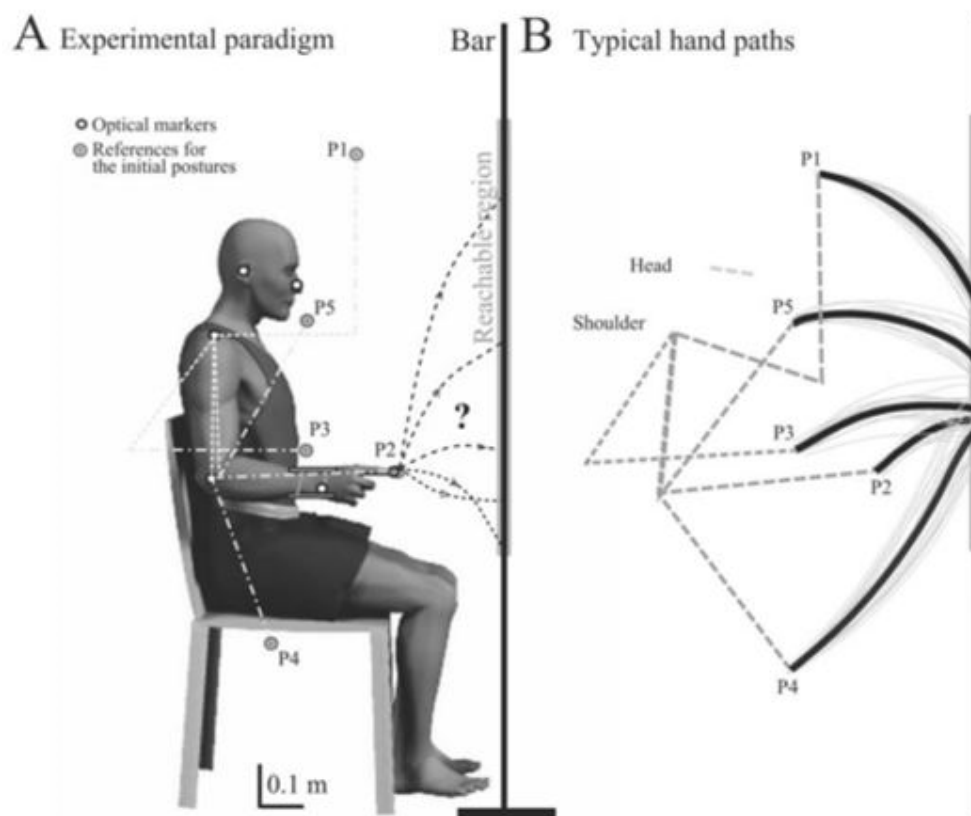 A Experimental paradigm
Bar
B Typical hand paths
Optical markers
References for
the initial postures
P1
P5
P3
P2
P4
?
Reachable region
0.1 m
P1
Head
P5
Shoulder
P3
P2
P4